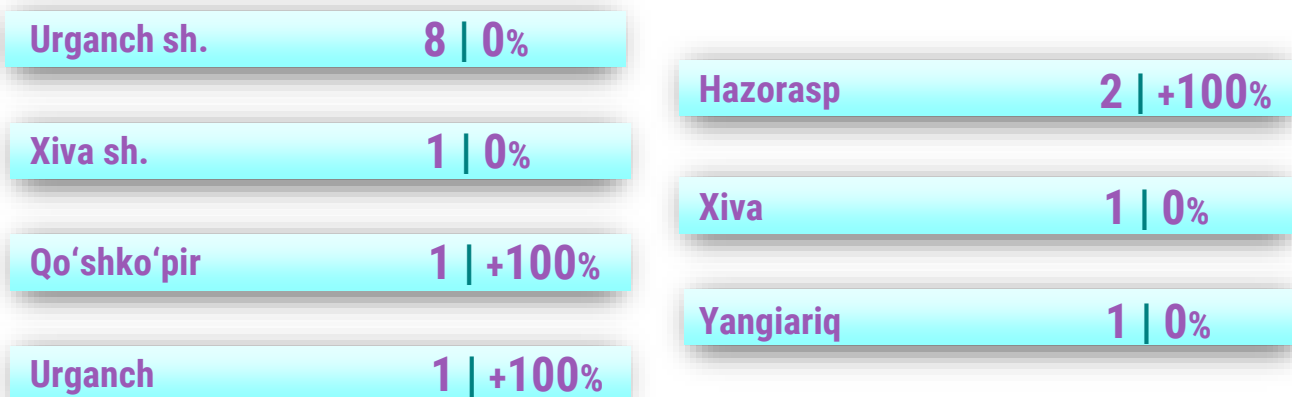 Urganch sh. 8 | 0%
Xiva sh. 1 | 0%
Qo‘shko‘pir 1 | +100%
Urganch 1 | +100%
Hazorasp 2 | +100%
Xiva 1 | 0%
Yangiariq 1 | 0%